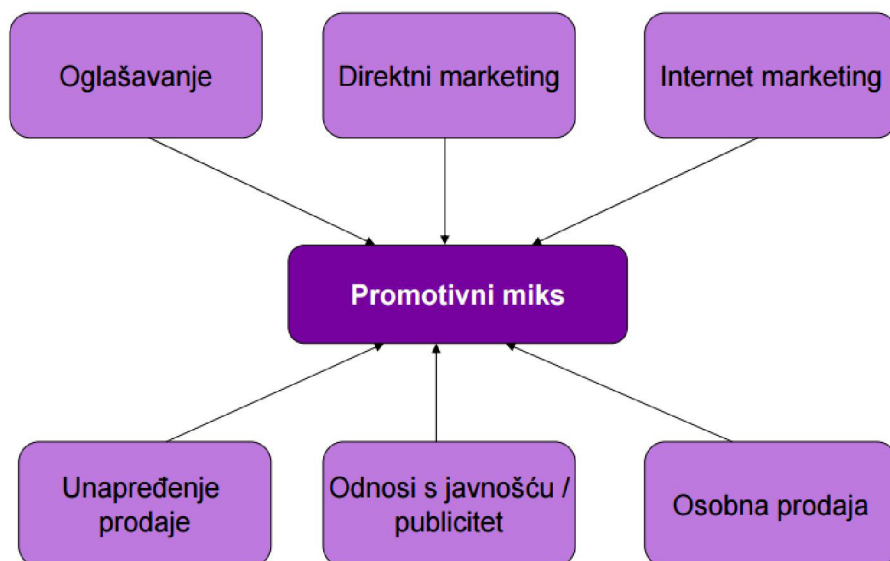 Oglašavanje
Direktni marketing
Internet marketing
Promotivni miks
Unapređenje
prodaje
Odnosi s javnošću /
publicitet
Osobna prodaja